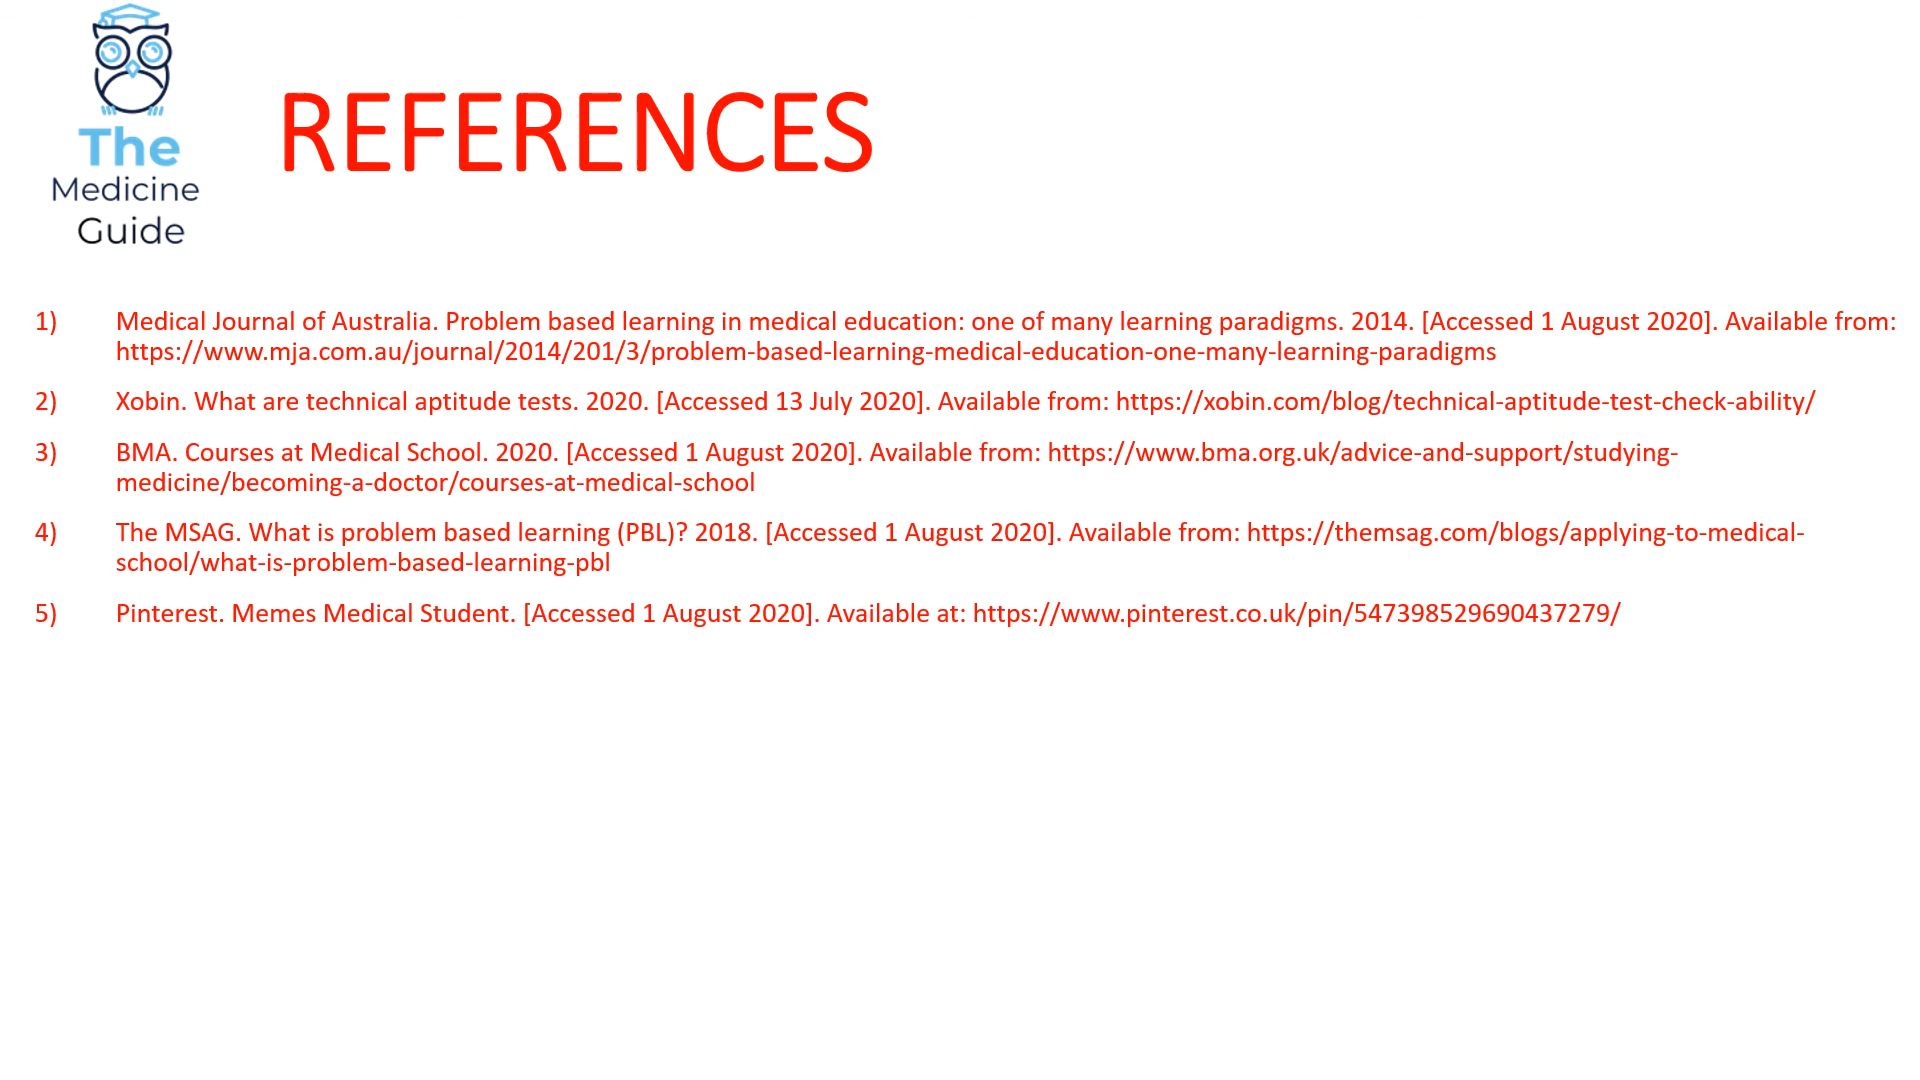 The
Medicine
Guide
REFERENCES
1) Medical Journal of Australia. Problem based learning in medical education: one of many learning paradigms. 2014. [Accessed 1 August 2020]. Available from:
https://www.mja.com.au/journal/2014/201/3/problem-based-learning-medical-education-one-many-learning-paradigms
2) Xobin. What are technical aptitude tests. 2020. [Accessed 13 July 2020]. Available from: https://xobin.com/blog/technical-aptitude-test-check-ability/
3) BMA. Courses at Medical School. 2020. [Accessed 1 August 2020]. Available from: https://www.bma.org.uk/advice-and-support/studying-
medicine/becoming-a-doctor/courses-at-medical-school
4) The MSAG. What is problem based learning (PBL)? 2018. [Accessed 1 August 2020]. Available from: https://themsag.com/blogs/applying-to-medical-
school/what-is-problem-based-learning-pbl
5) Pinterest. Memes Medical Student. [Accessed 1 August 2020]. Available at: https://www.pinterest.co.uk/pin/547398529690437279/